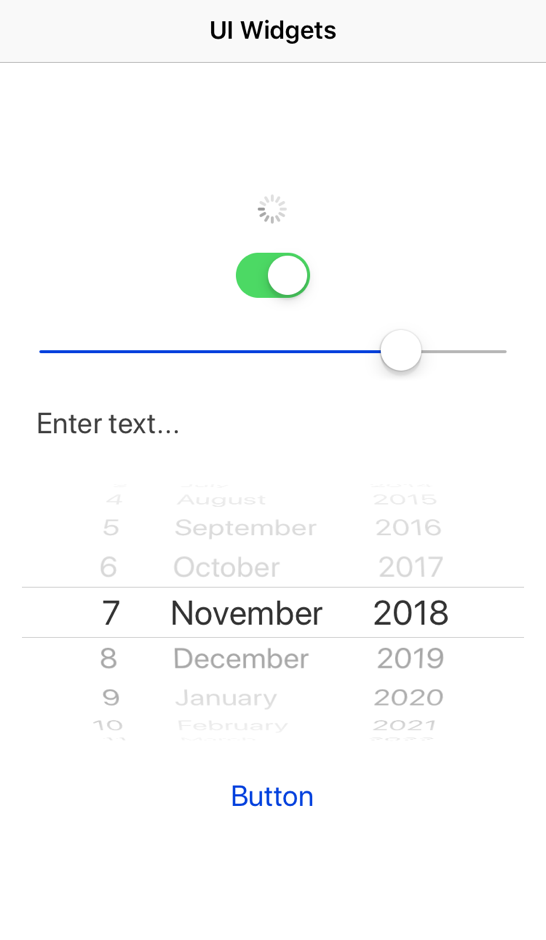 UI Widgets
Enter text...
4 August 2015
5 September 2016
6 October 2017
7 November 2018
8 December 2019
9 January 2020
10 February 2021
Button